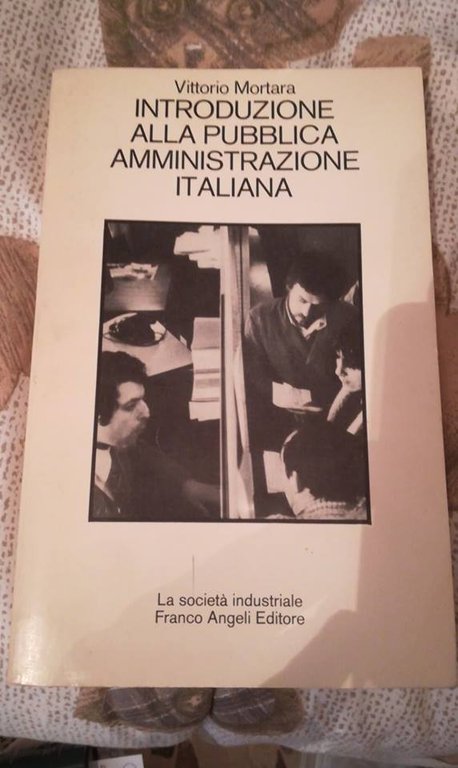 Vittorio Mortara
INTRODUZIONE
ALLA PUBBLICA
AMMINISTRAZIONE
ITALIANA
La società industriale
Franco Angeli Editore